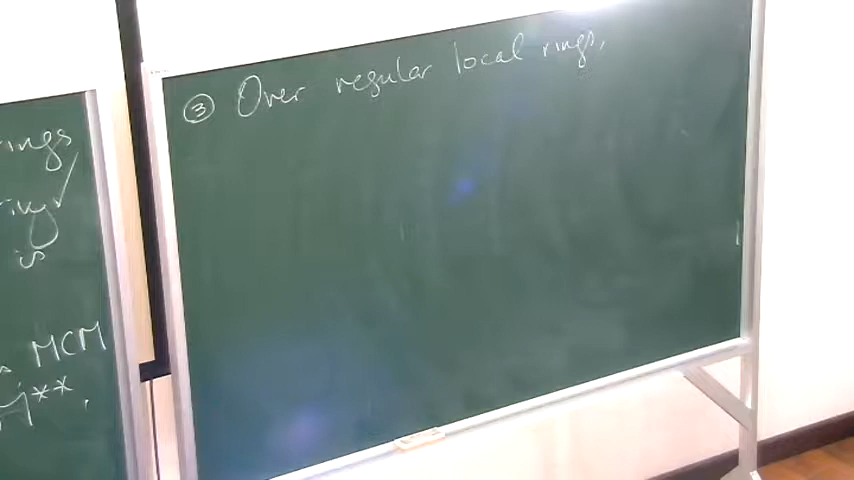 rings
is
MCM
M**.
③ Over regular local rings,